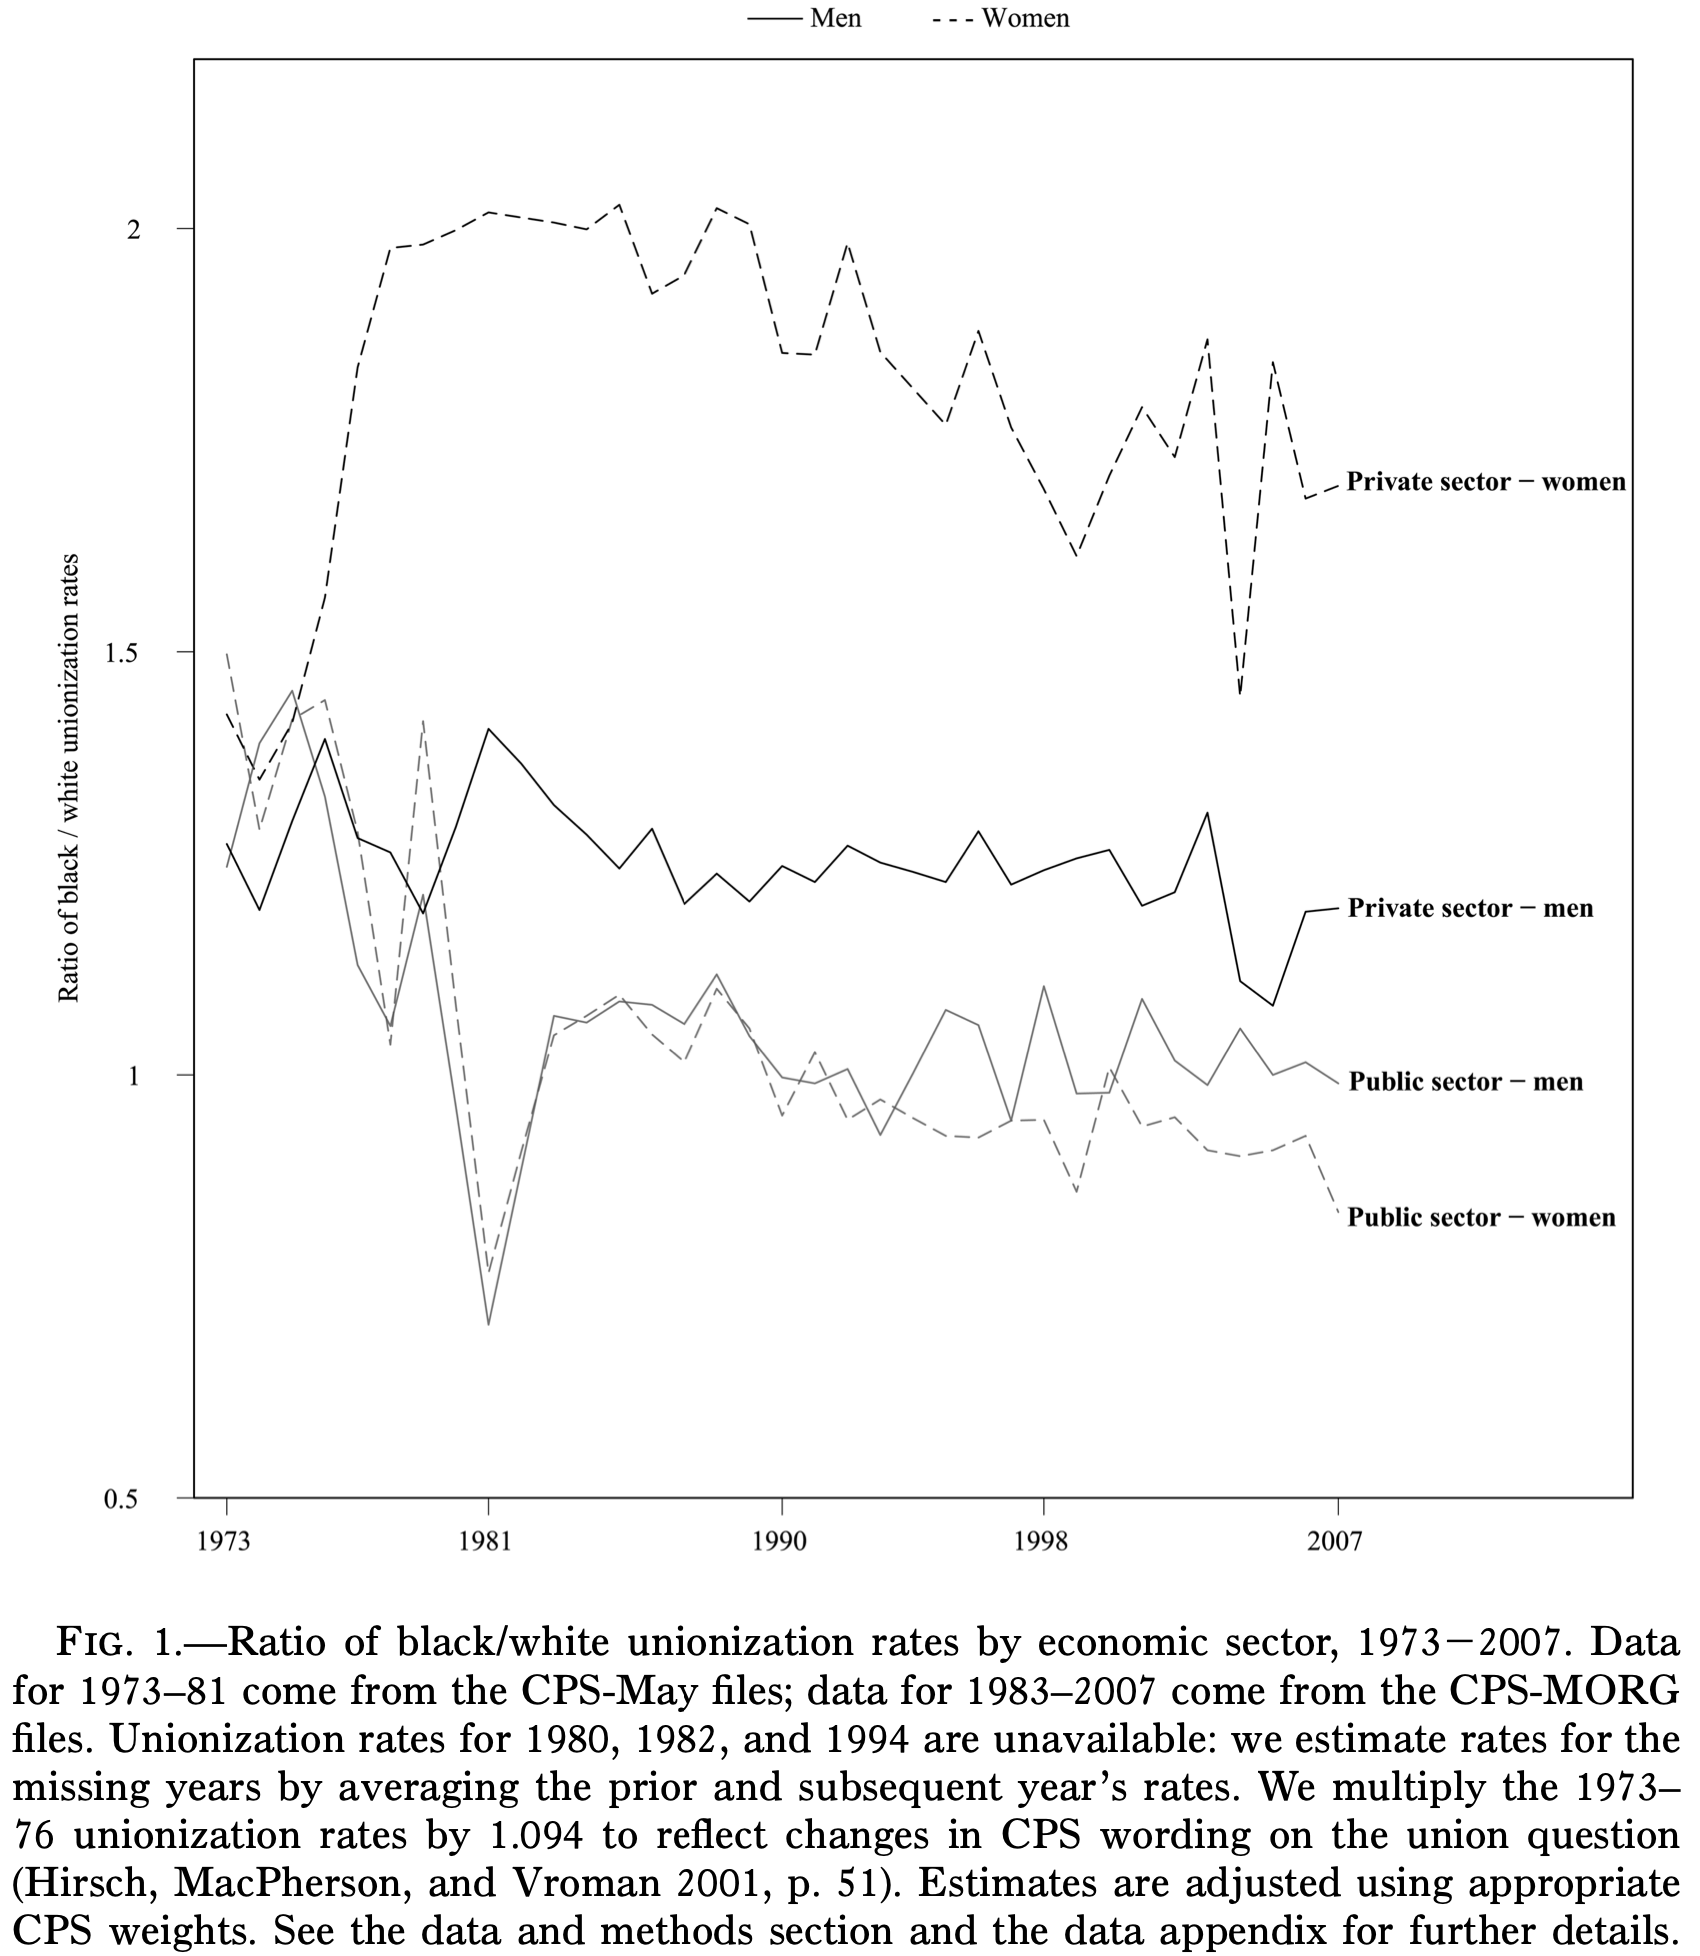 Men Women
2
1.5
1
0.5
Ratio of black / white unionization rates
Private sector − women
Private sector − men
Public sector − men
Public sector − women
1973 1981 1990 1998 2007
FIG. 1.—Ratio of black/white unionization rates by economic sector, 1973−2007. Data
for 1973–81 come from the CPS-May files; data for 1983–2007 come from the CPS-MORG
files. Unionization rates for 1980, 1982, and 1994 are unavailable: we estimate rates for the
missing years by averaging the prior and subsequent year’s rates. We multiply the 1973–
76 unionization rates by 1.094 to reflect changes in CPS wording on the union question
(Hirsch, MacPherson, and Vroman 2001, p. 51). Estimates are adjusted using appropriate
CPS weights. See the data and methods section and the data appendix for further details.